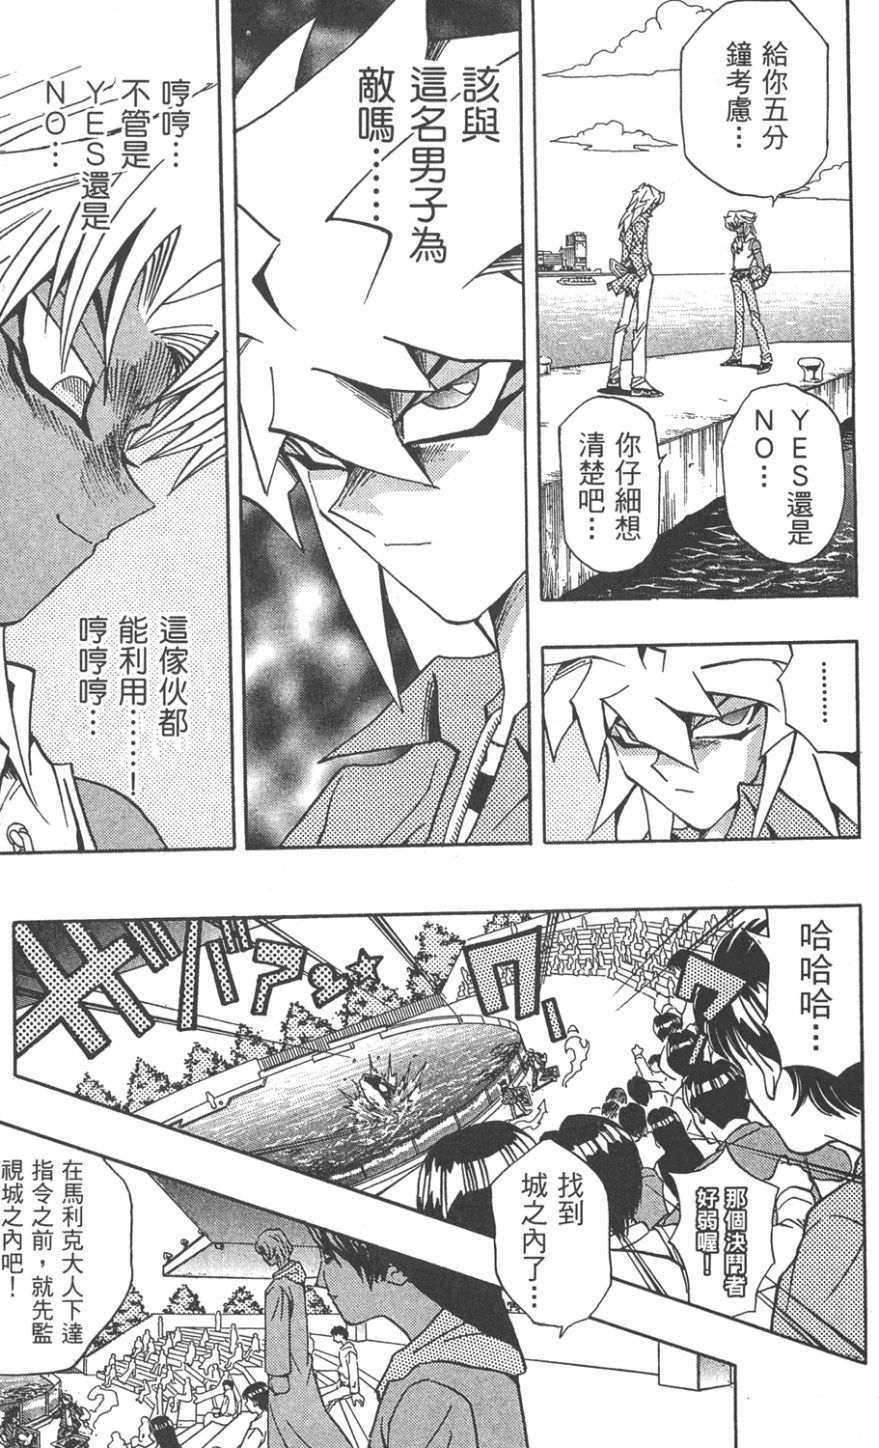 給你五分
鐘考慮…
YES還是
NO…
你仔細想
清楚吧…
………
該與
這名男子為
敵嗎……
哼哼…
不管是
YES還是
NO…
這傢伙都
能利用……！
哼哼哼…
哈哈哈…
ワー
ワー
那個決鬥者
好弱喔！
找到
城之內了…
在馬利克大人下達
指令之前，就先監
視城之內吧！